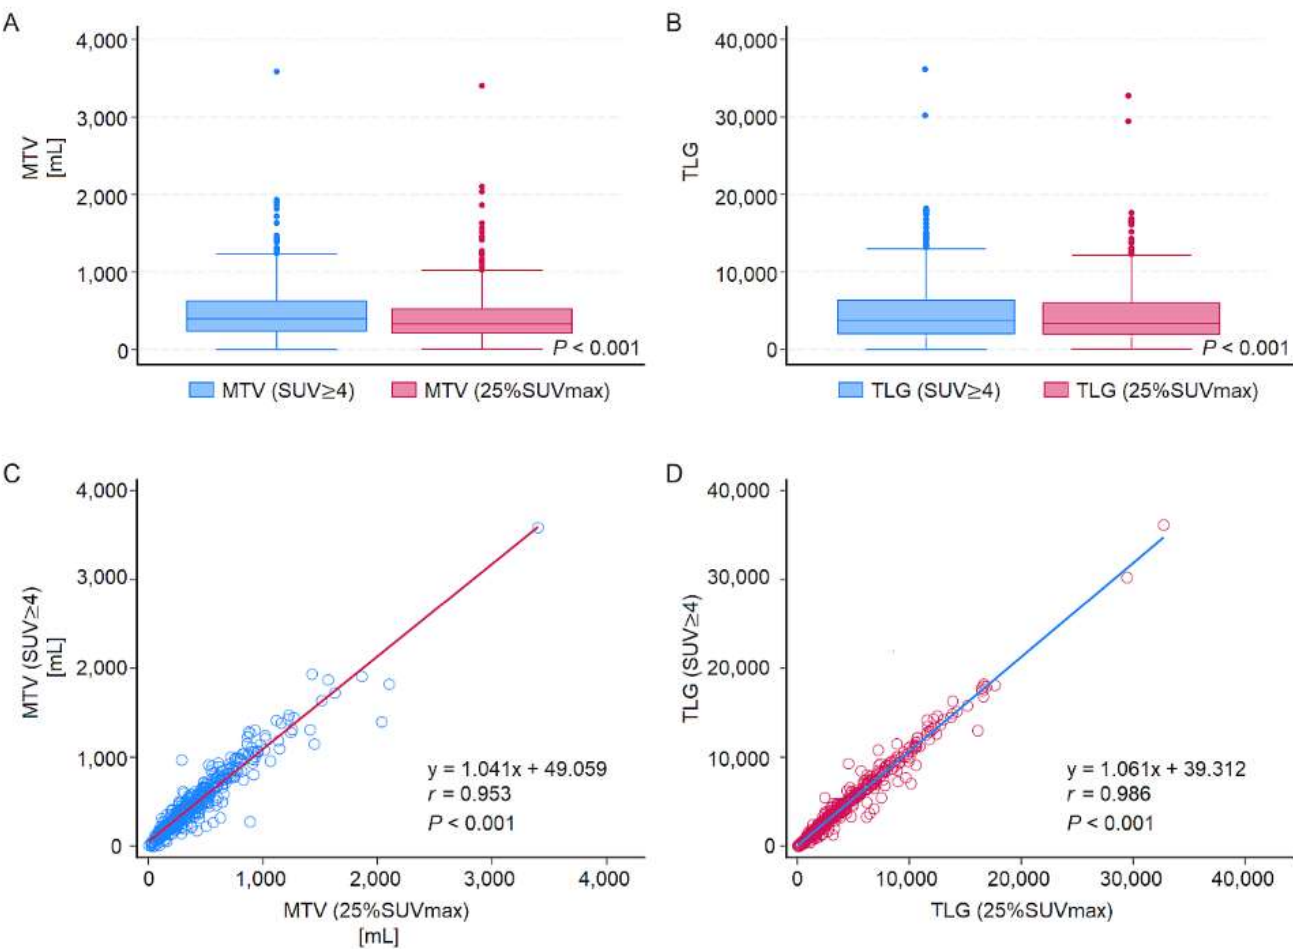 A
4,000
3,000
2,000
1,000
0
MTV
[mL]
P < 0.001
MTV (SUV≥4)
MTV (25%SUVmax)
B
40,000
30,000
20,000
10,000
0
TLG
P < 0.001
TLG (SUV≥4)
TLG (25%SUVmax)
C
4,000
3,000
2,000
1,000
0
MTV (SUV≥4)
[mL]
y = 1.041x + 49.059
r = 0.953
P < 0.001
0
1,000
2,000
3,000
4,000
MTV (25%SUVmax)
[mL]
D
40,000
30,000
20,000
10,000
0
TLG (SUV≥4)
y = 1.061x + 39.312
r = 0.986
P < 0.001
0
10,000
20,000
30,000
40,000
TLG (25%SUVmax)